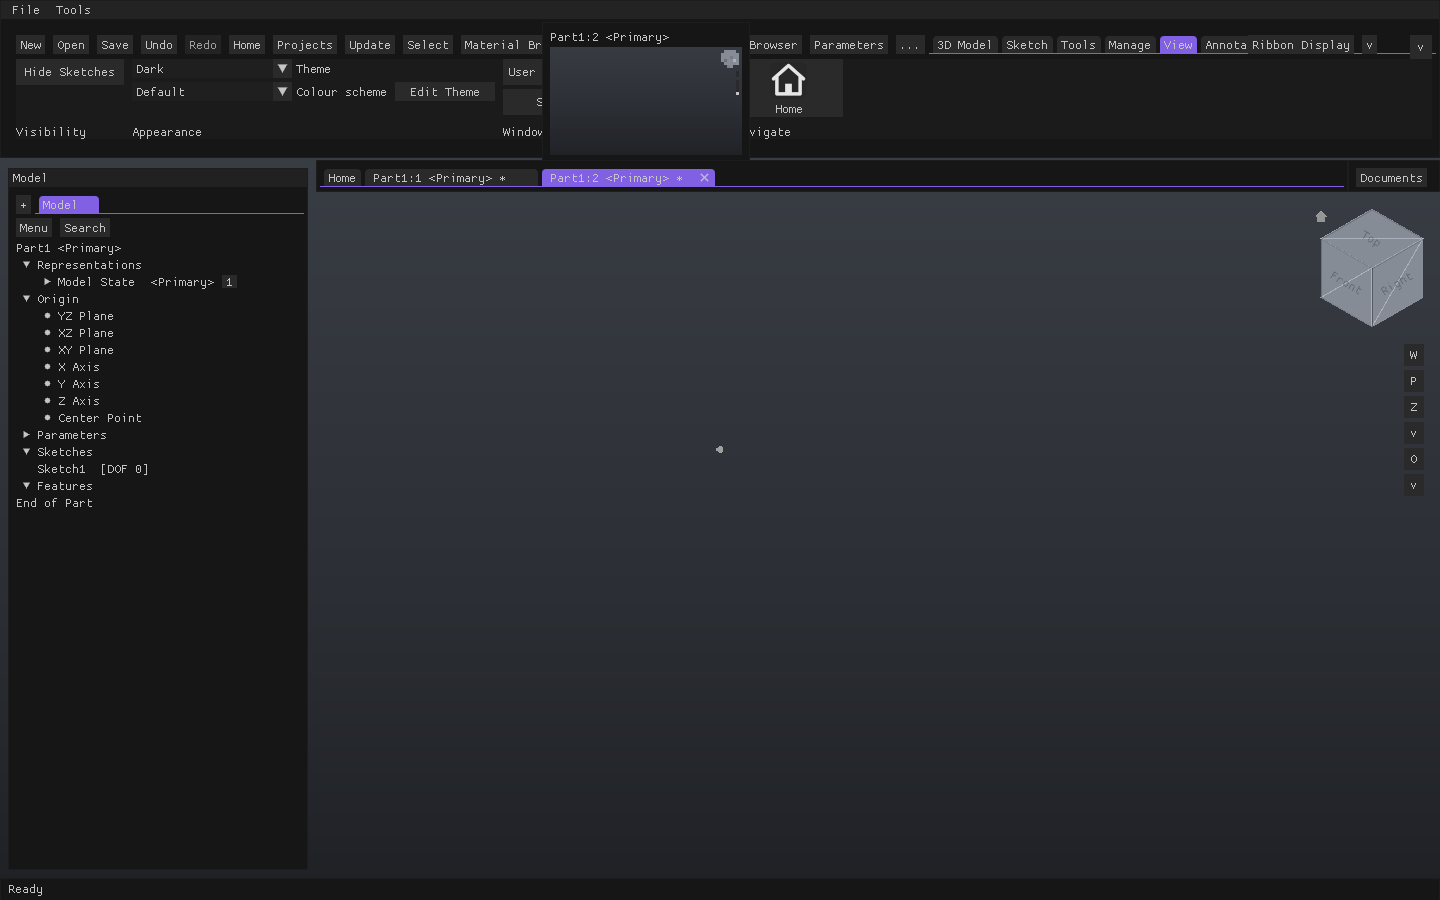 File Tools
New Open Save Undo Redo Home Projects Update Select Material Br
Part1:2 <Primary>
Browser Parameters ... 3D Model Sketch Tools Manage View Annota Ribbon Display v v
Hide Sketches
Dark Theme
Default Colour scheme Edit Theme
User
S
Home
Visibility Appearance Window vigate
Model
Home Part1:1 <Primary> * Part1:2 <Primary> * Documents
+ Model
Menu Search
Part1 <Primary>
Representations
Model State <Primary> 1
Origin
YZ Plane
XZ Plane
XY Plane
X Axis
Y Axis
Z Axis
Center Point
Parameters
Sketches
Sketch1 [DOF 0]
Features
End of Part
Top
Front
Right
W
P
Z
v
O
v
Ready